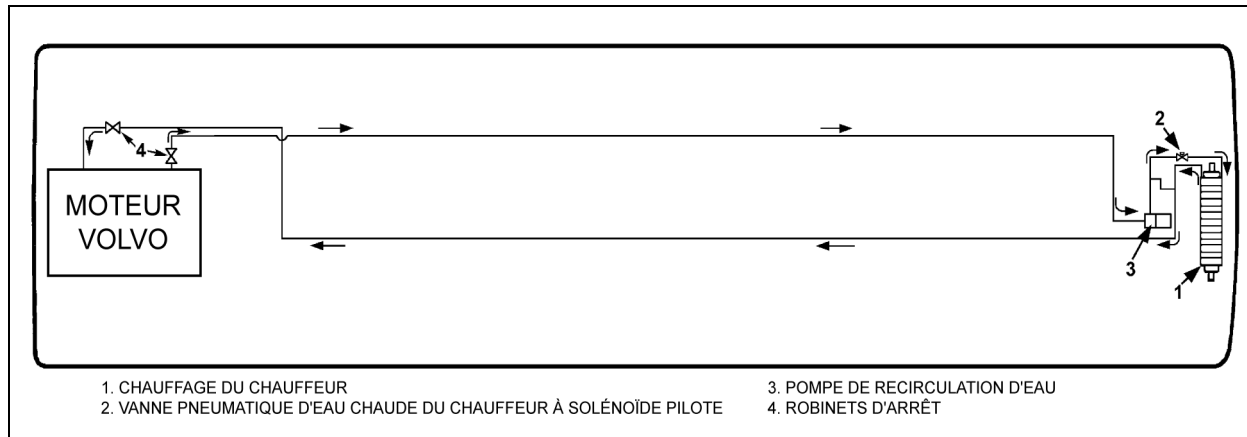 4
2
MOTEUR
VOLVO
3
1
1. CHAUFFAGE DU CHAUFFEUR
2. VANNE PNEUMATIQUE D'EAU CHAUDE DU CHAUFFEUR À SOLÉNOÏDE PILOTE
3. POMPE DE RECIRCULATION D'EAU
4. ROBINETS D'ARRÊT